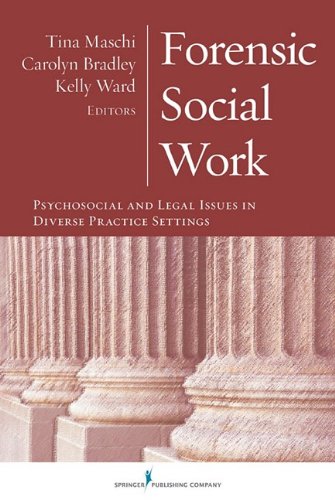 Tina Maschi
Carolyn Bradley
Kelly Ward
Editors
Forensic
Social
Work
Psychosocial and Legal Issues in
Diverse Practice Settings
SPRINGER PUBLISHING COMPANY